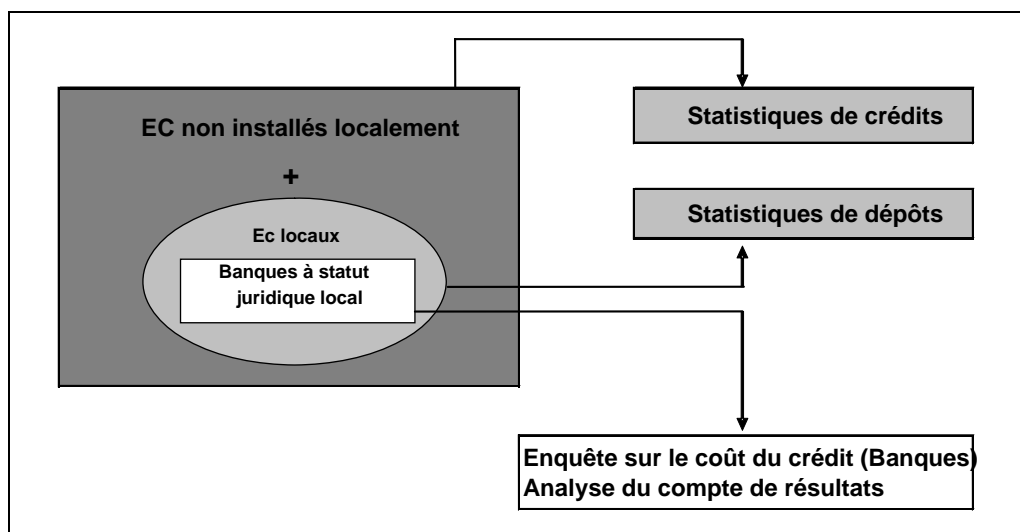 EC non installés localement
+
Ec locaux
Banques à statut
juridique local
Statistiques de crédits
Statistiques de dépôts
Enquête sur le coût du crédit (Banques)
Analyse du compte de résultats